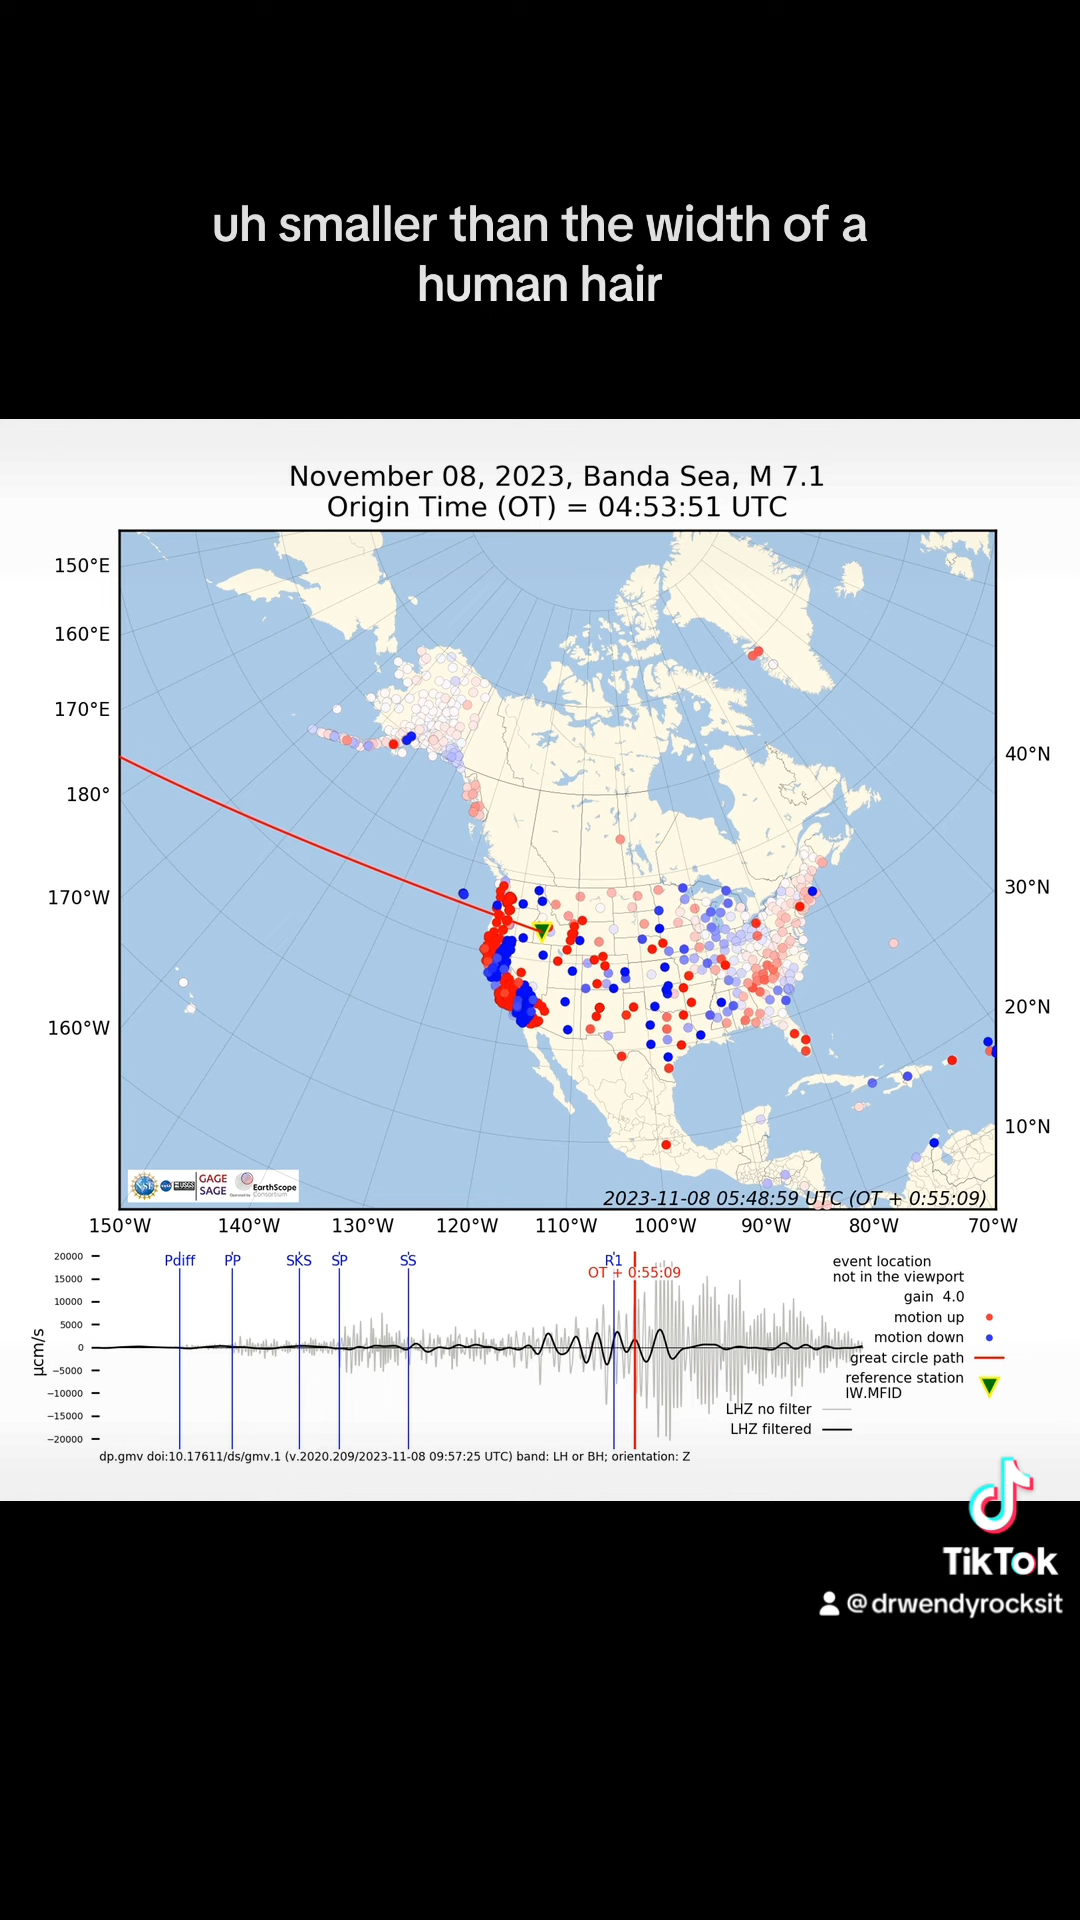 uh smaller than the width of a
human hair
November 08, 2023, Banda Sea, M 7.1
Origin Time (OT) = 04:53:51 UTC
150°E
160°E
170°E
180°
170°W
160°W
40°N
30°N
20°N
10°N
GAGE
SAGE
EarthScope
Consortium
2023-11-08 05:48:59 UTC (OT + 0:55:09)
150°W 140°W 130°W 120°W 110°W 100°W 90°W 80°W 70°W
Pdiff PP SKS SP SS R1
OT + 0:55:09
μcm/s
20000
15000
10000
5000
0
−5000
−10000
−15000
−20000
event location
not in the viewport
gain 4.0
motion up
motion down
great circle path
reference station
IW.MFID
LHZ no filter
LHZ filtered
dp.gmv doi:10.17611/ds/gmv.1 (v.2020.209/2023-11-08 09:57:25 UTC) band: LH or BH; orientation: Z
TikTok
@drwendyrocksit